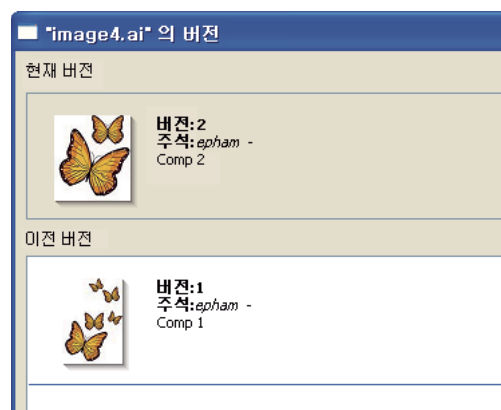 "image4.ai" 의 버전
현재 버전
버전:2
주석:epham -
Comp 2
이전 버전
버전:1
주석:epham -
Comp 1